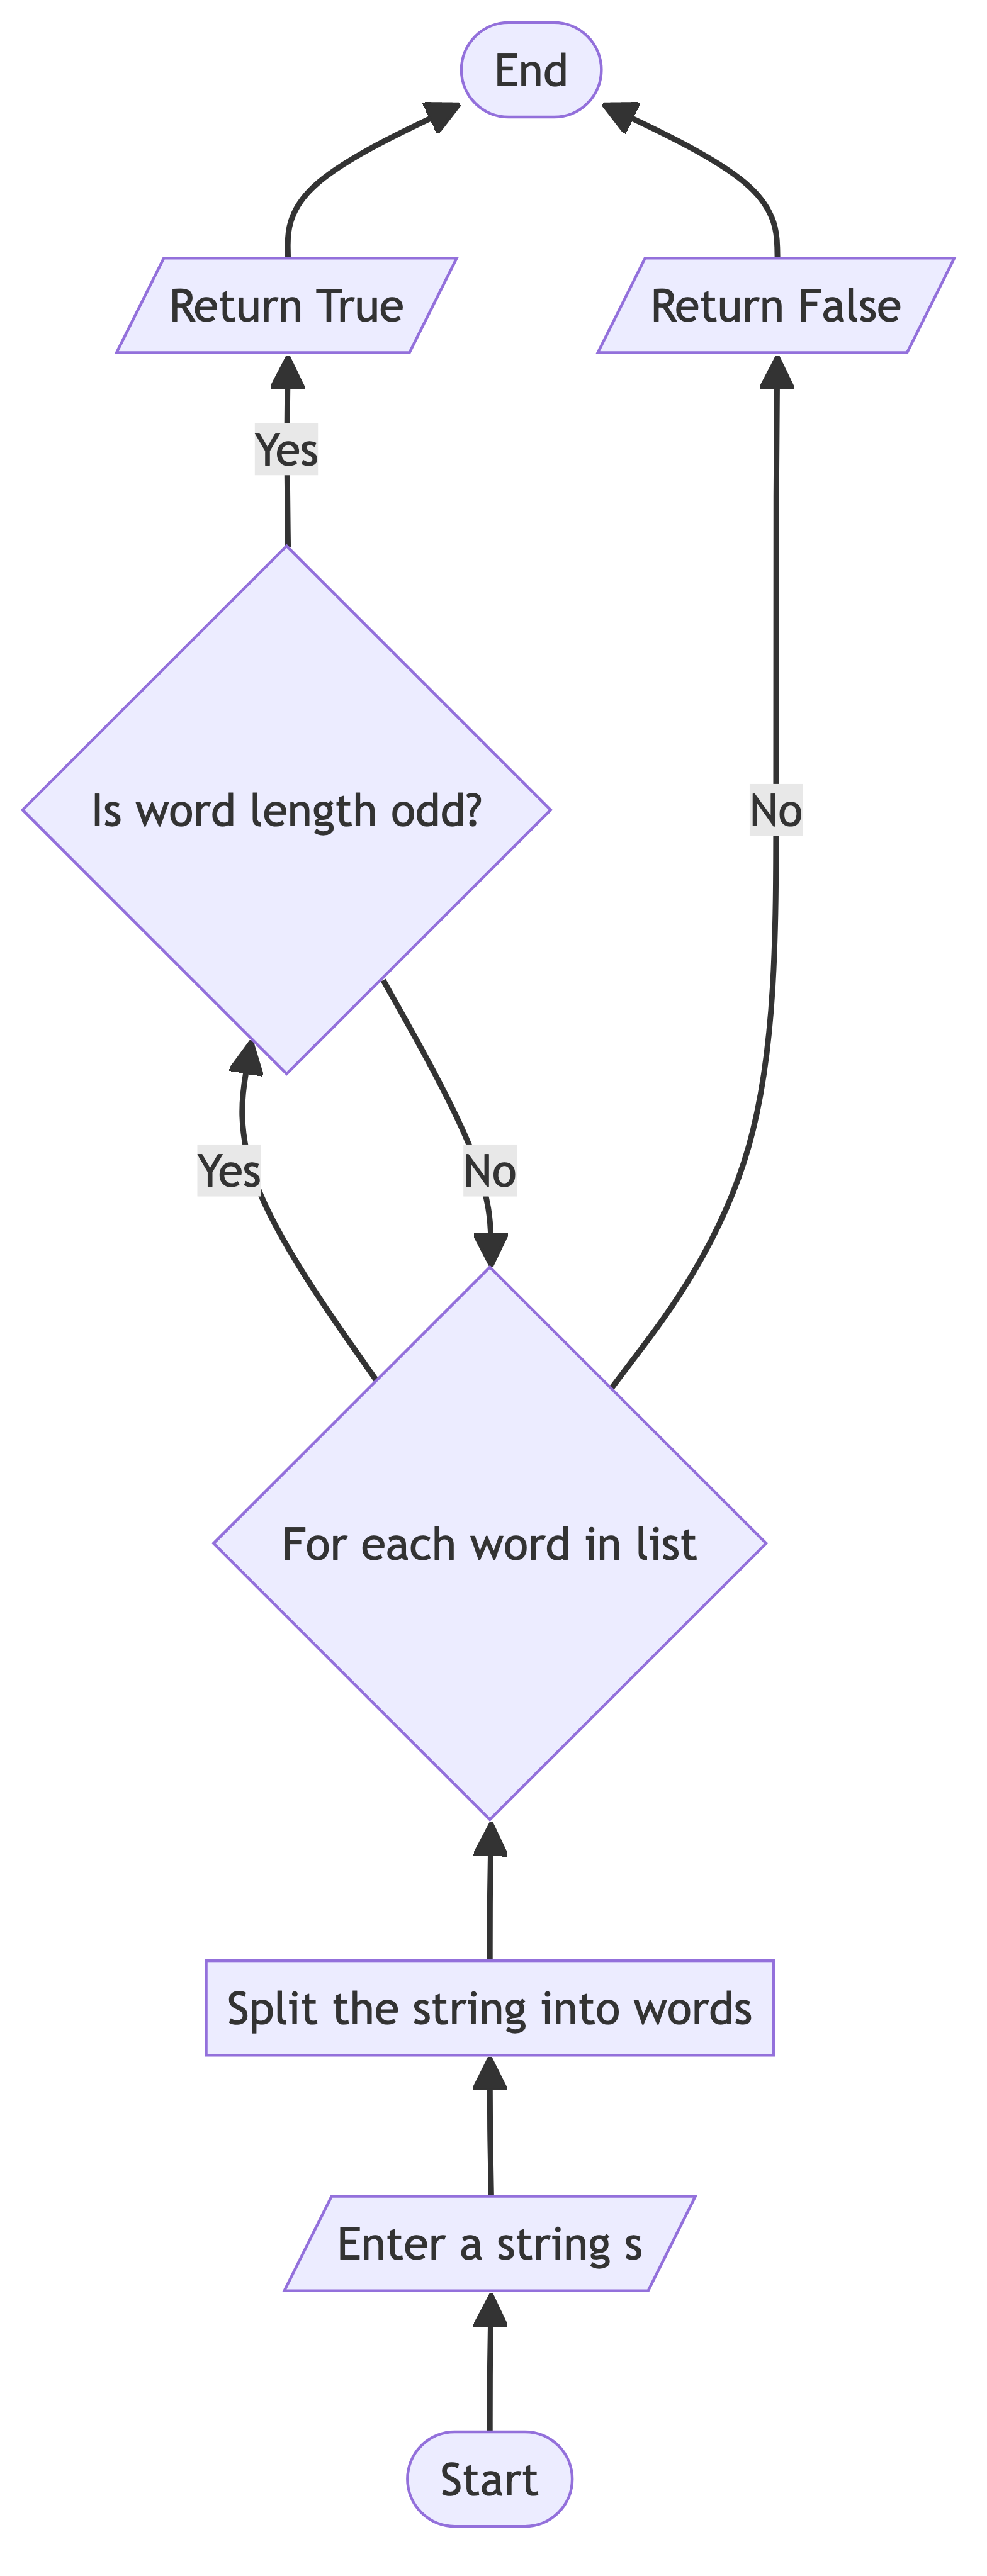 End
Return True
Return False
Yes
Is word length odd?
No
Yes
No
For each word in list
Split the string into words
Enter a string s
Start